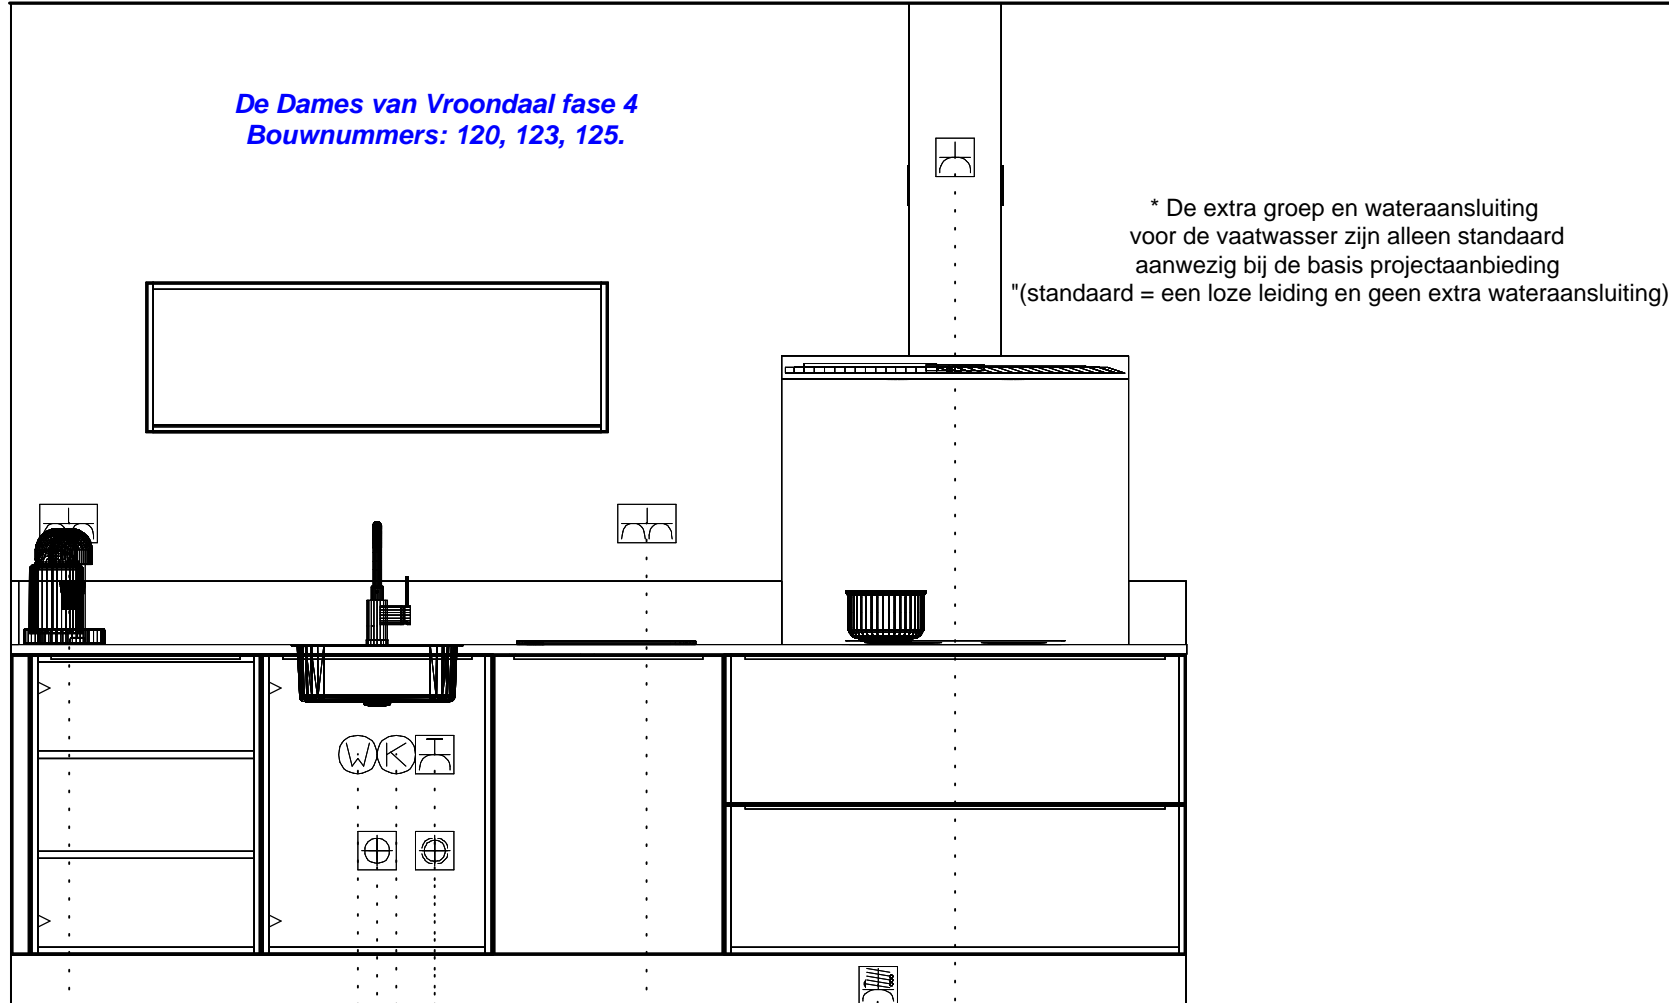 De Dames van Vroondaal fase 4
Bouwnummers: 120, 123, 125.
* De extra groep en wateraansluiting
voor de vaatwasser zijn alleen standaard
aanwezig bij de basis projectaanbieding
"(standaard = een loze leiding en geen extra wateraansluiting)
W K